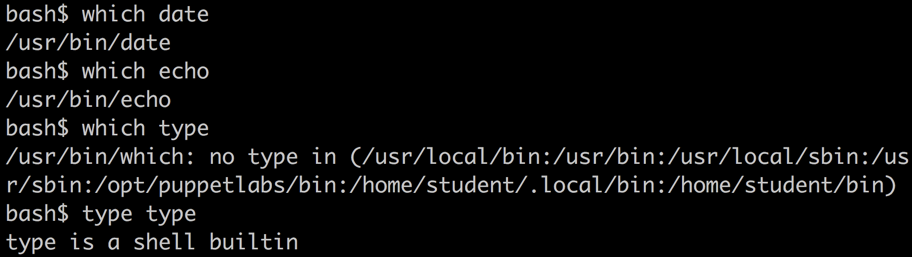 bash$ which date
/usr/bin/date
bash$ which echo
/usr/bin/echo
bash$ which type
/usr/bin/which: no type in (/usr/local/bin:/usr/bin:/usr/local/sbin:/us
r/sbin:/opt/puppetlabs/bin:/home/student/.local/bin:/home/student/bin)
bash$ type type
type is a shell builtin